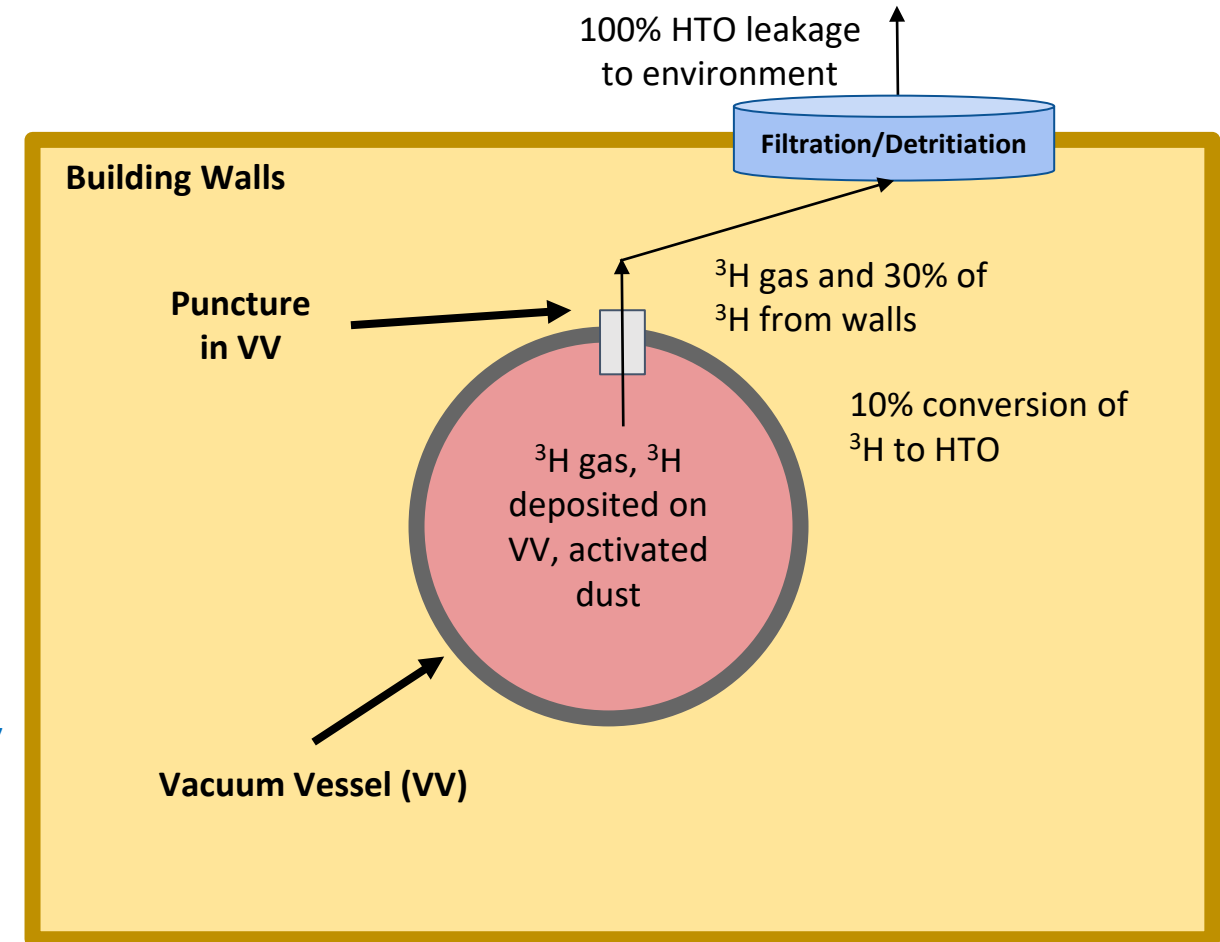 100% HTO leakage
to environment
Filtration/Detritiation
Building Walls
³H gas and 30% of
³H from walls
Puncture
in VV
10% conversion of
³H to HTO
³H gas, ³H
deposited on
VV, activated
dust
Vacuum Vessel (VV)